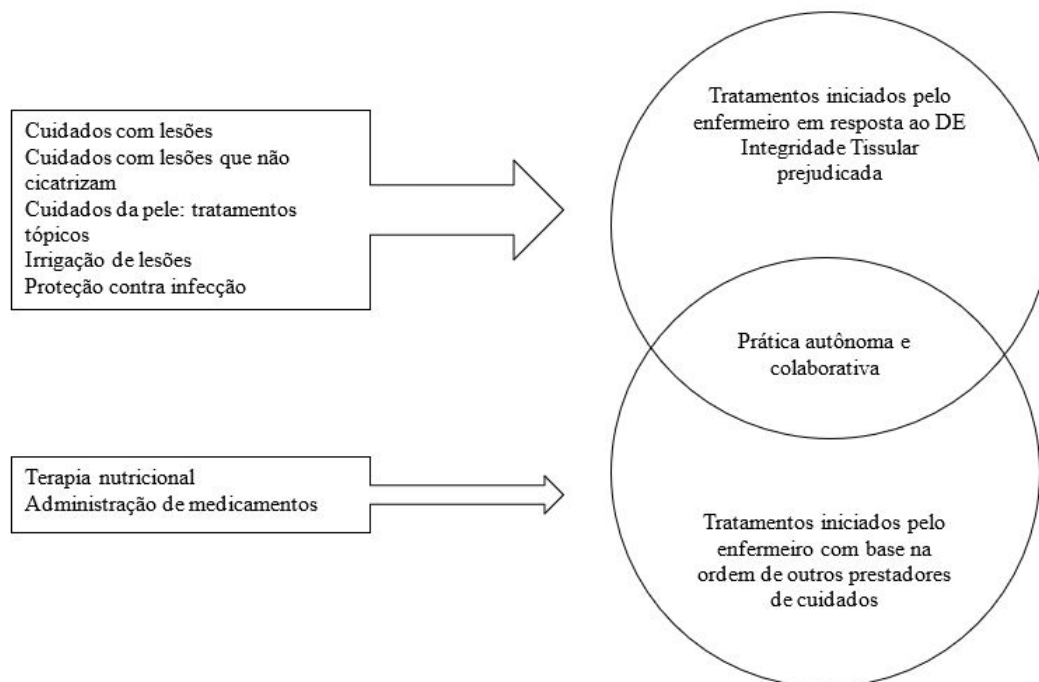 Cuidados com lesões
Cuidados com lesões que não
cicatrizam
Cuidados da pele: tratamentos
tópicos
Irrigação de lesões
Proteção contra infecção
Tratamentos iniciados pelo
enfermeiro em resposta ao DE
Integridade Tissular
prejudicada
Prática autônoma e
colaborativa
Terapia nutricional
Administração de medicamentos
Tratamentos iniciados pelo
enfermeiro com base na
ordem de outros prestadores
de cuidados